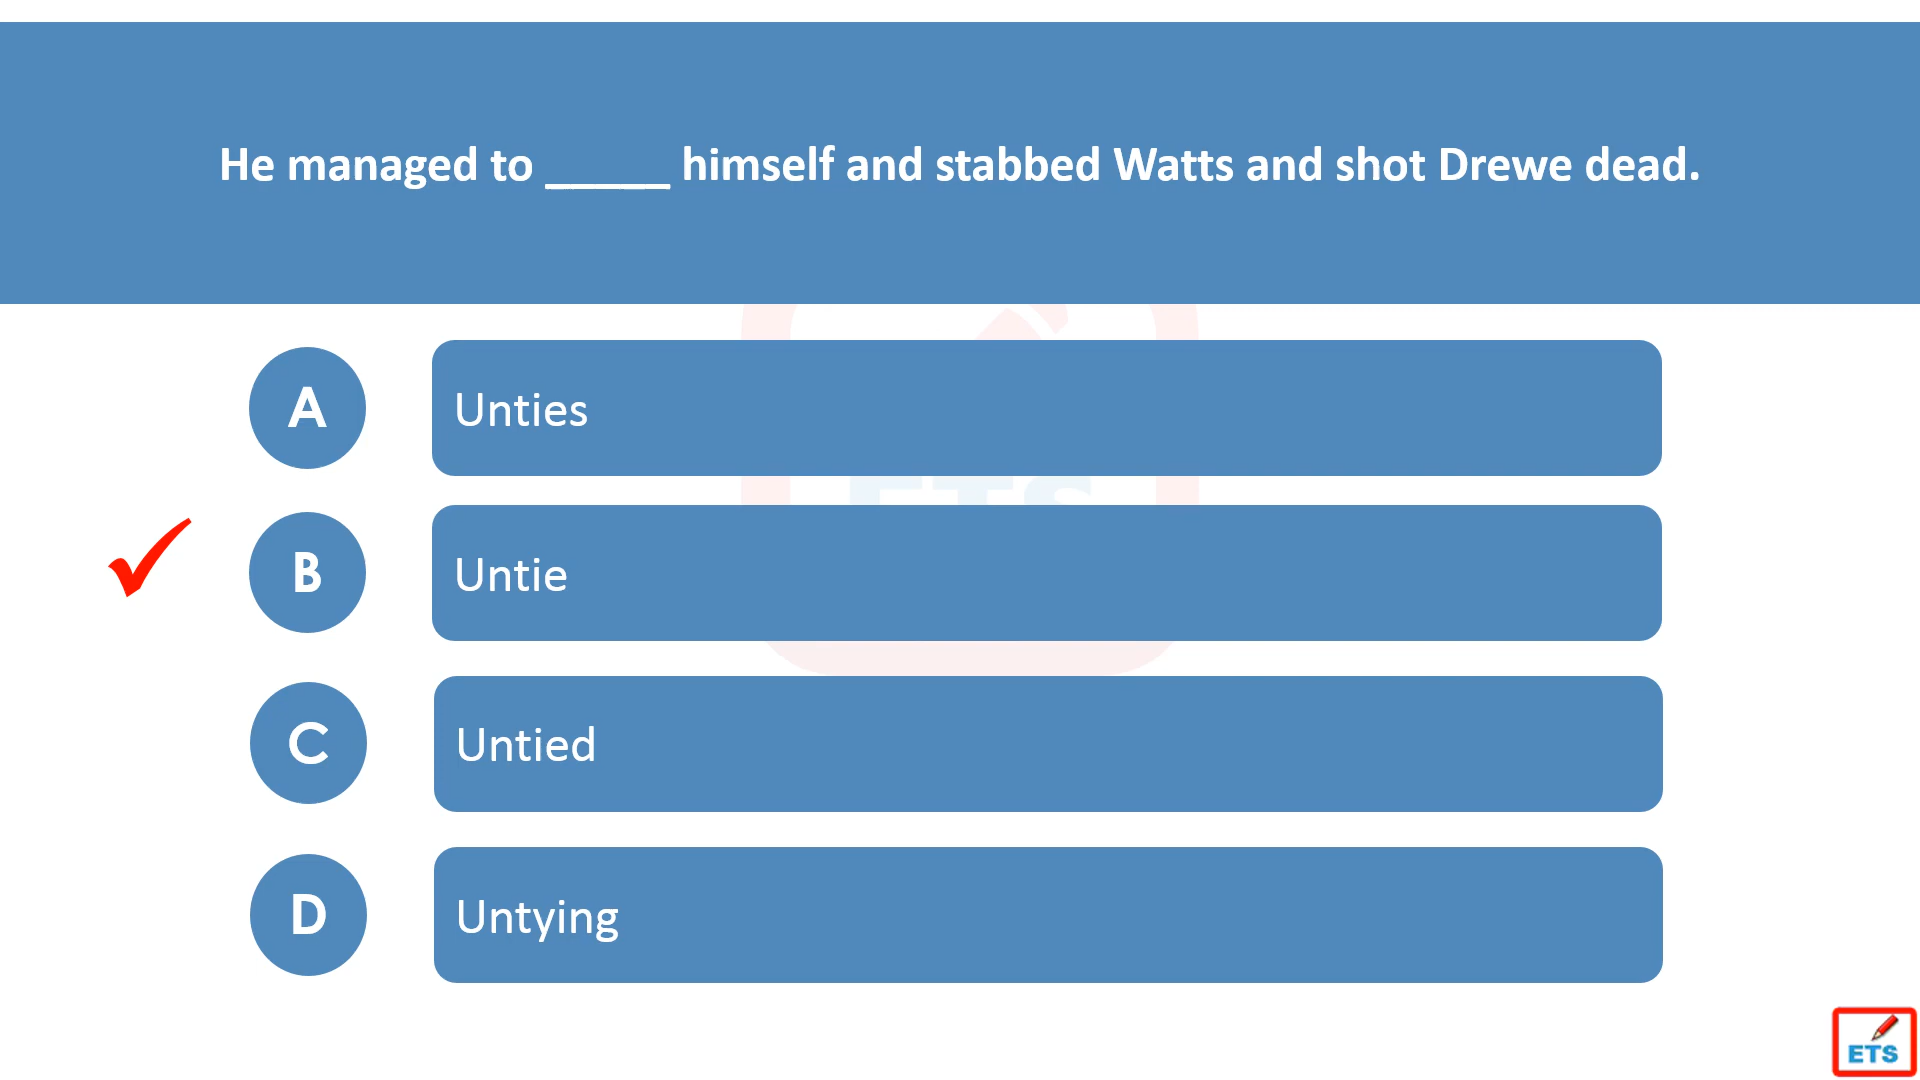 He managed to _____ himself and stabbed Watts and shot Drewe dead.
A
Unties
B
Untie
C
Untied
D
Untying
ETS